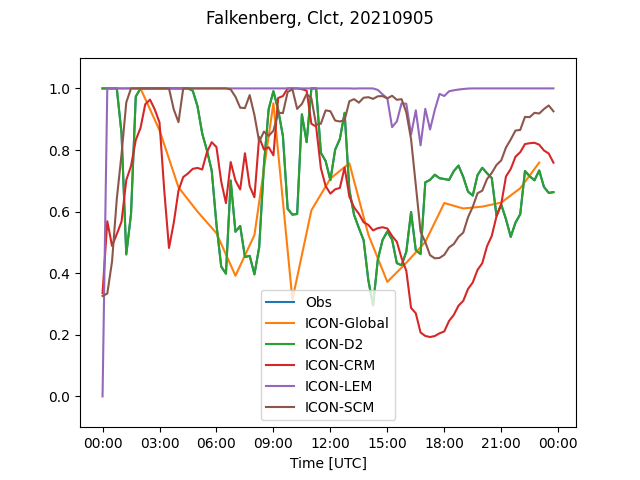 Falkenberg, Clct, 20210905
1.0
0.8
0.6
0.4
0.2
0.0
Obs
ICON-Global
ICON-D2
ICON-CRM
ICON-LEM
ICON-SCM
00:00 03:00 06:00 09:00 12:00 15:00 18:00 21:00 00:00
Time [UTC]